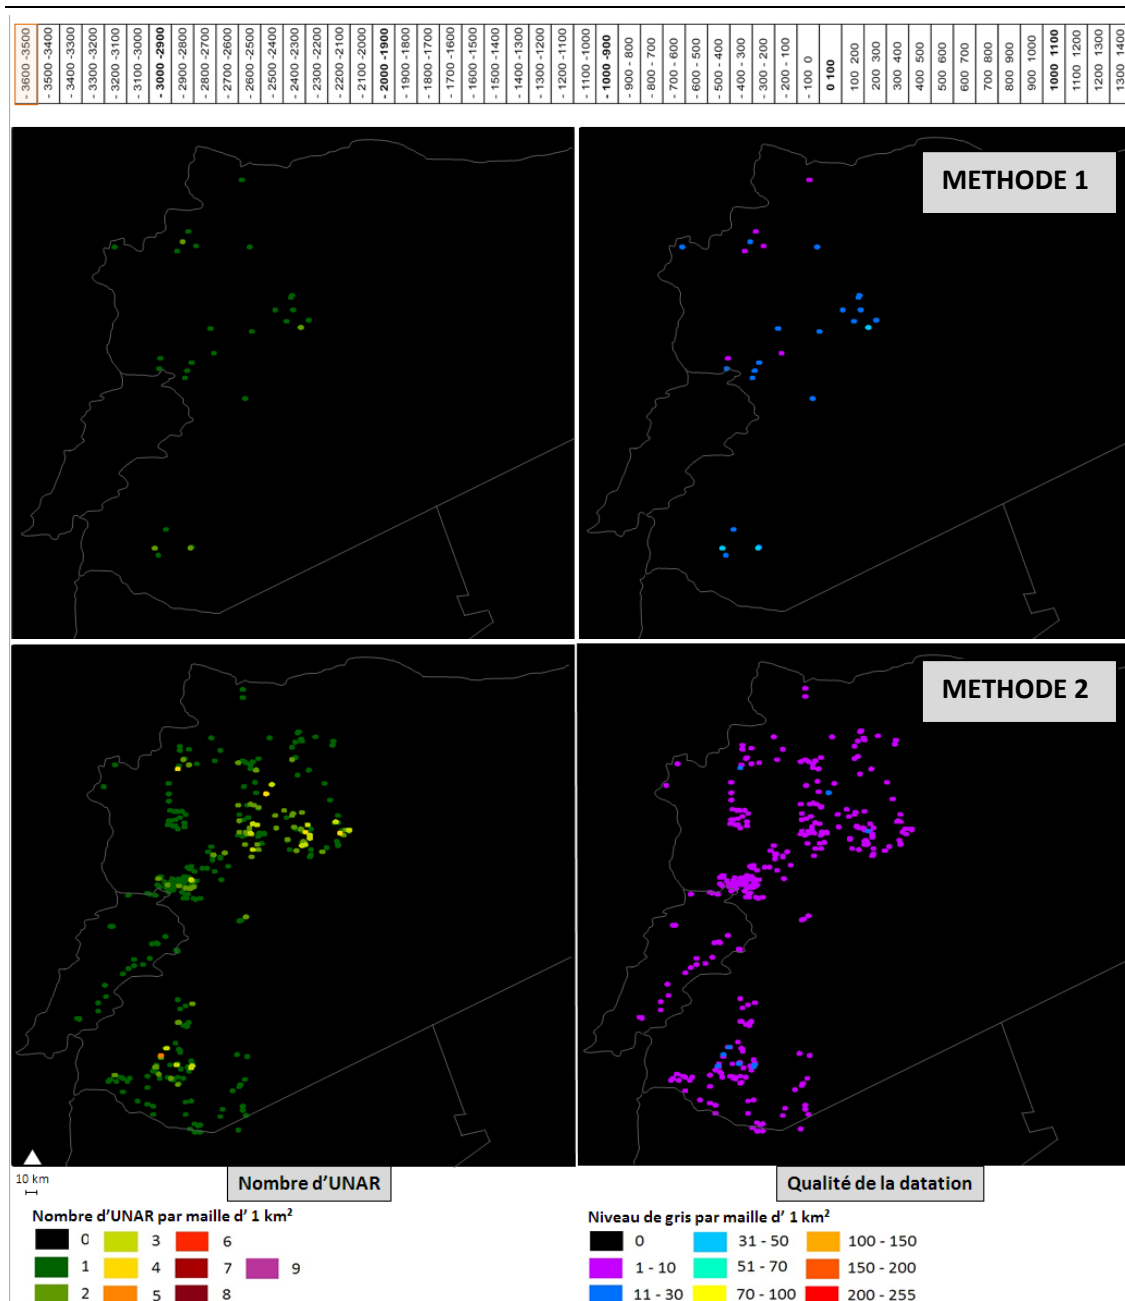 - 3600 -3500
- 3500 -3400
- 3400 -3300
- 3300 -3200
- 3200 -3100
- 3100 -3000
- 3000 -2900
- 2900 -2800
- 2800 -2700
- 2700 -2600
- 2600 -2500
- 2500 -2400
- 2400 -2300
- 2300 -2200
- 2200 -2100
- 2100 -2000
- 2000 -1900
- 1900 -1800
- 1800 -1700
- 1700 -1600
- 1600 -1500
- 1500 -1400
- 1400 -1300
- 1300 -1200
- 1200 -1100
- 1100 -1000
- 1000 -900
- 900 - 800
- 800 - 700
- 700 - 600
- 600 - 500
- 500 - 400
- 400 - 300
- 300 - 200
- 200 - 100
- 100 0
0 100
100 200
200 300
300 400
400 500
500 600
600 700
700 800
800 900
900 1000
1000 1100
1100 1200
1200 1300
1300 1400
METHODE 1
METHODE 2
10 km
Nombre d'UNAR
Qualité de la datation
Nombre d'UNAR par maille d' 1 km²
0 3 6
1 4 7 9
2 5 8
Niveau de gris par maille d' 1 km²
0 31 - 50 100 - 150
1 - 10 51 - 70 150 - 200
11 - 30 70 - 100 200 - 255